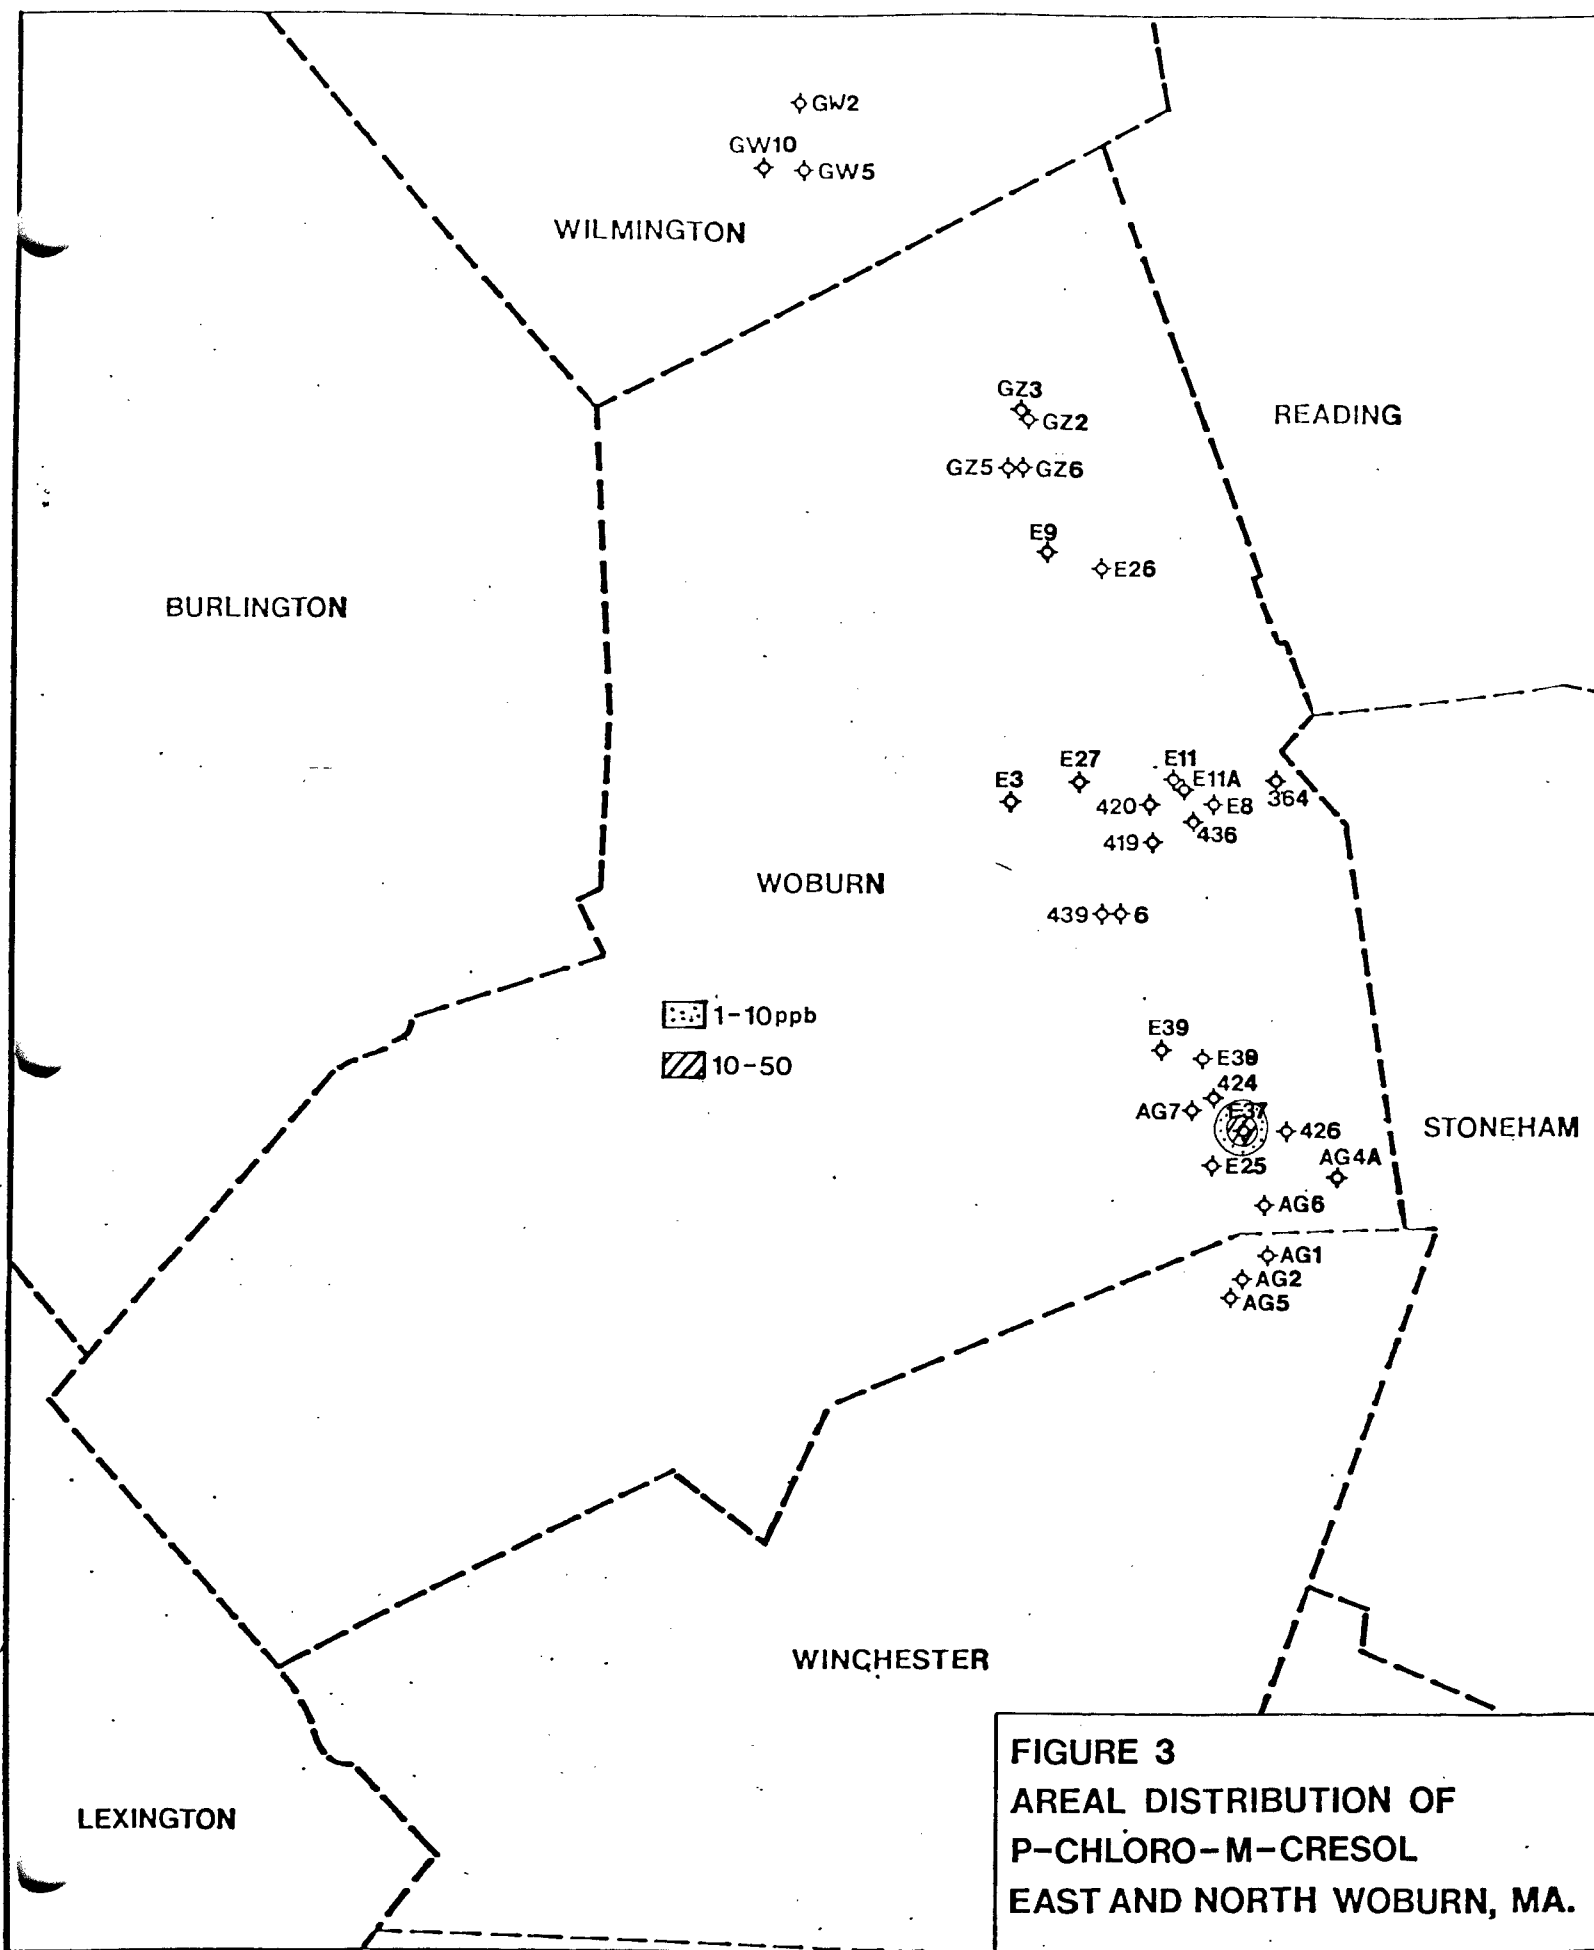 GW2
GW10
GW5
WILMINGTON
GZ3
GZ2
READING
GZ5 GZ6
E9
E26
BURLINGTON
E27
E11
E3
E11A
420
E8
364
436
419
WOBURN
439 6
1-10ppb
10-50
E39
E39
424
AG7
E37
426
STONEHAM
AG4A
E25
AG6
AG1
AG2
AG5
WINCHESTER
LEXINGTON
FIGURE 3
AREAL DISTRIBUTION OF
P-CHLORO-M-CRESOL
EAST AND NORTH WOBURN, MA.